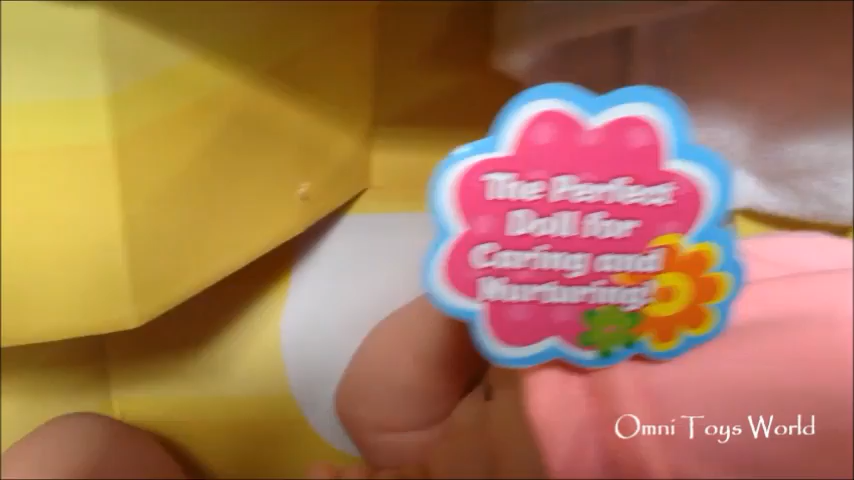 The Perfect
Doll for
Caring and
Nurturing!
Omni Toys World